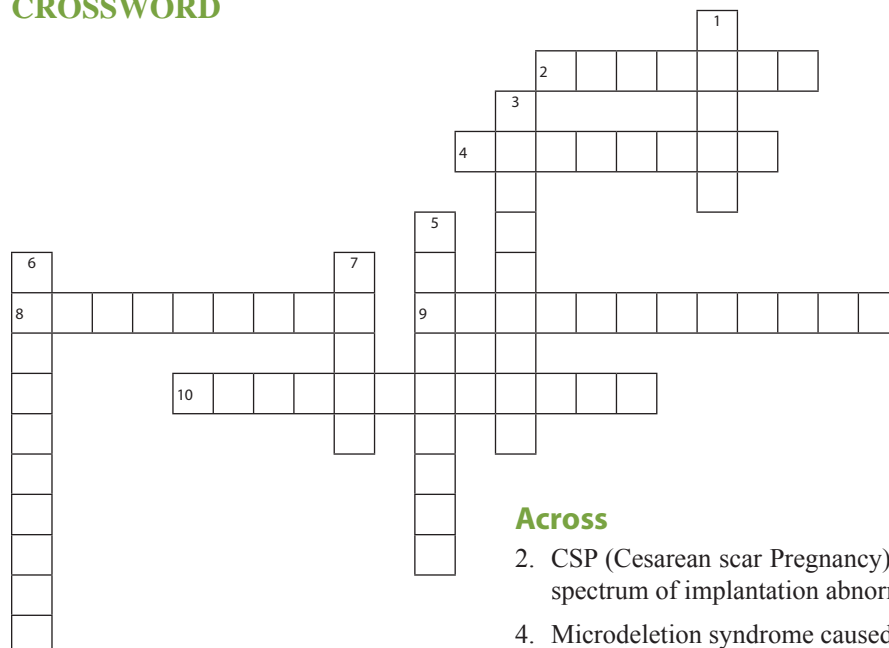 CROSSWORD
1
2
3
4
5
6
7
8
9
10
Across
2. CSP (Cesarean scar Pregnancy)
spectrum of implantation abnorm
4. Microdeletion syndrome caused